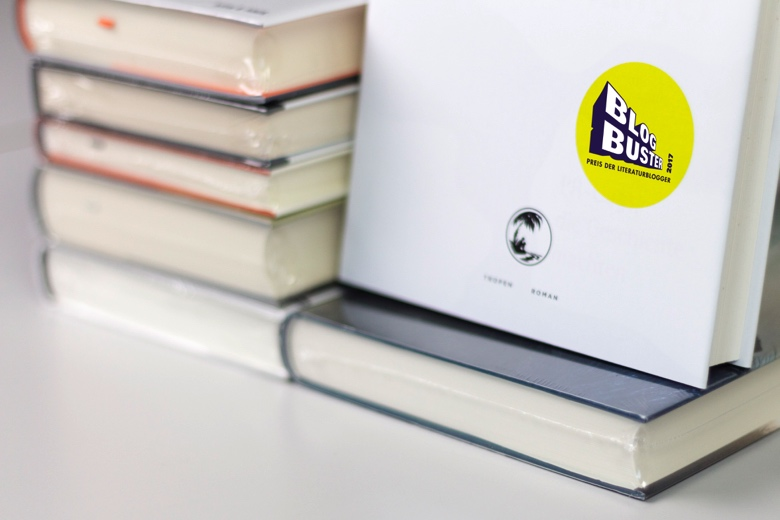 BLOG
BUSTER 2017
PREIS DER LITERATURBLOGGER
TROPEN ROMAN